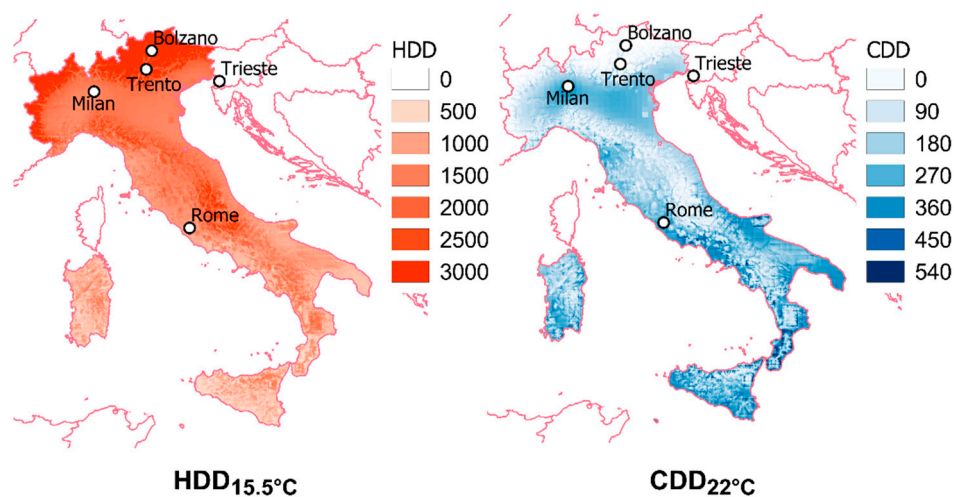 Bolzano
Trento
Trieste
Milan
Rome
HDD
0
500
1000
1500
2000
2500
3000
HDD15.5°C
Bolzano
Trento
Trieste
Milan
Rome
CDD
0
90
180
270
360
450
540
CDD22°C